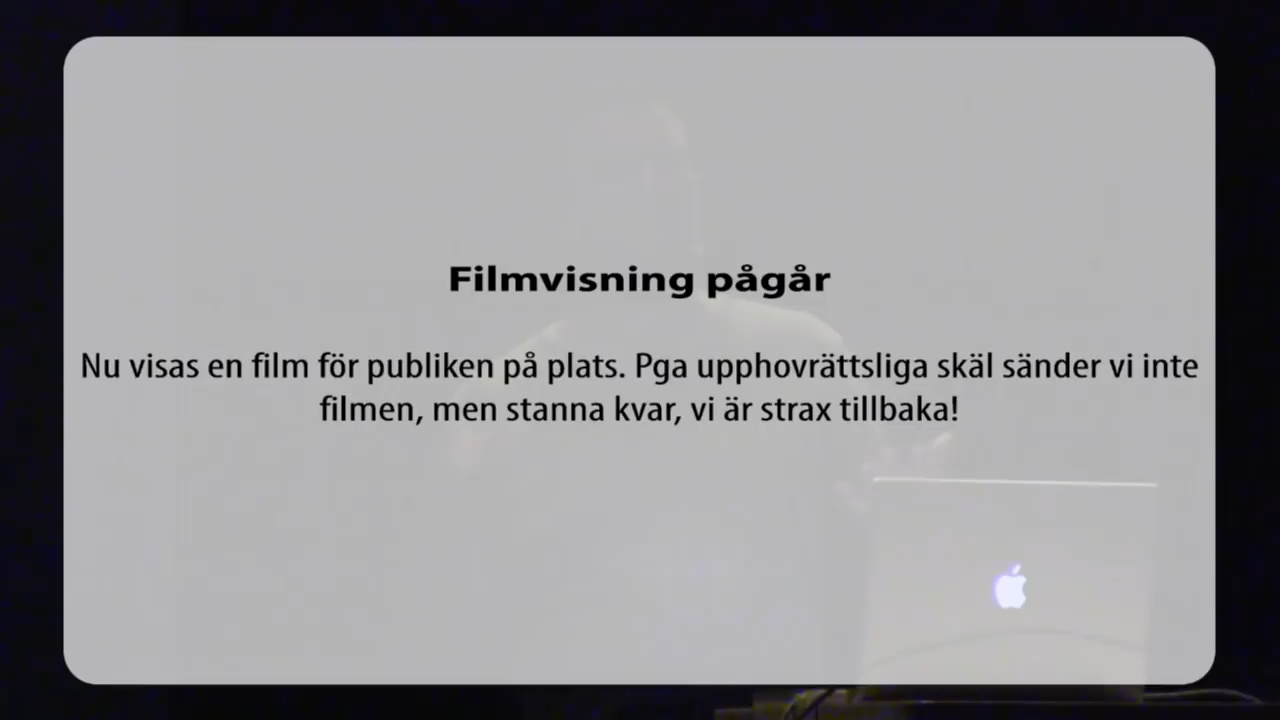 Filmvisning pågår
Nu visas en film för publiken på plats. Pga upphovrättsliga skäl sänder vi inte
filmen, men stanna kvar, vi är strax tillbaka!